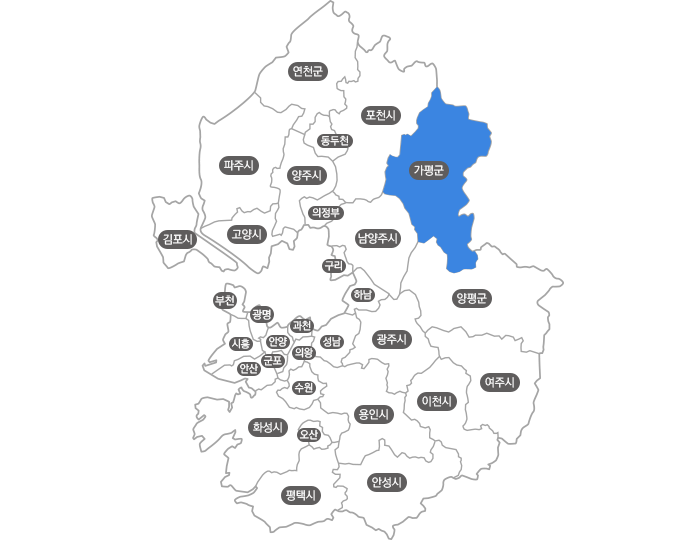 연천군
포천시
동두천
파주시
양주시
가평군
의정부
고양시
김포시
남양주시
구리
하남
양평군
부천
광명
과천
시흥
안양
성남
광주시
의왕
군포
안산
수원
여주시
이천시
용인시
화성시
오산
안성시
평택시